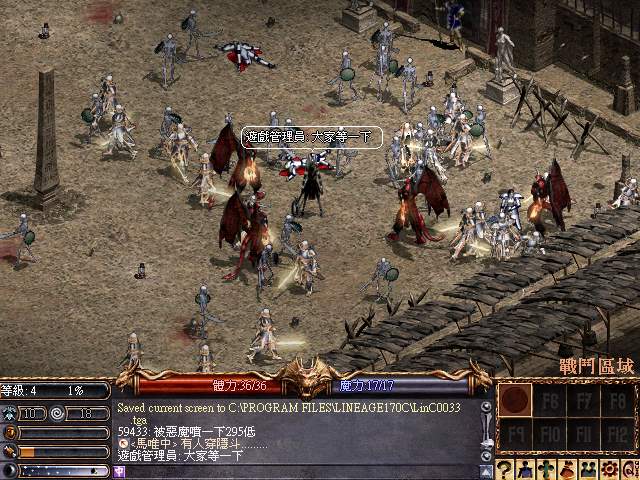 遊戲管理員: 大家等一下
戰鬥區域
等級: 4 1%
體力:36/36
魔力:17/17
10 18
Saved current screen to C:\PROGRAM FILES\LINEAGE170C\LinC0033
.tga
59433: 被惡魔噴一下295低
<馬唯中> 有人穿隱斗........
遊戲管理員: 大家等一下
中
F6 F7 F8
F9 F10 F11 F12